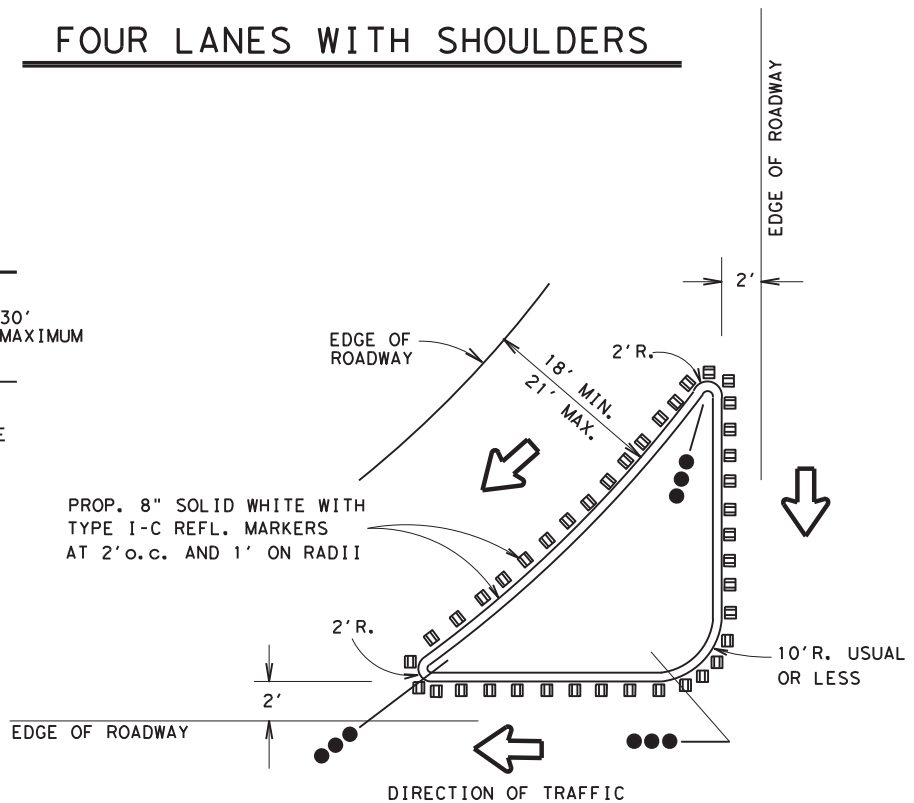 FOUR LANES WITH SHOULDERS
EDGE OF ROADWAY
2'
30'
MAXIMUM
EDGE OF
ROADWAY
18' MIN.
21' MAX.
2'R.
PROP. 8" SOLID WHITE WITH
TYPE I-C REFL. MARKERS
AT 2'o.c. AND 1' ON RADII
2'R.
10'R. USUAL
OR LESS
2'
EDGE OF ROADWAY
DIRECTION OF TRAFFIC